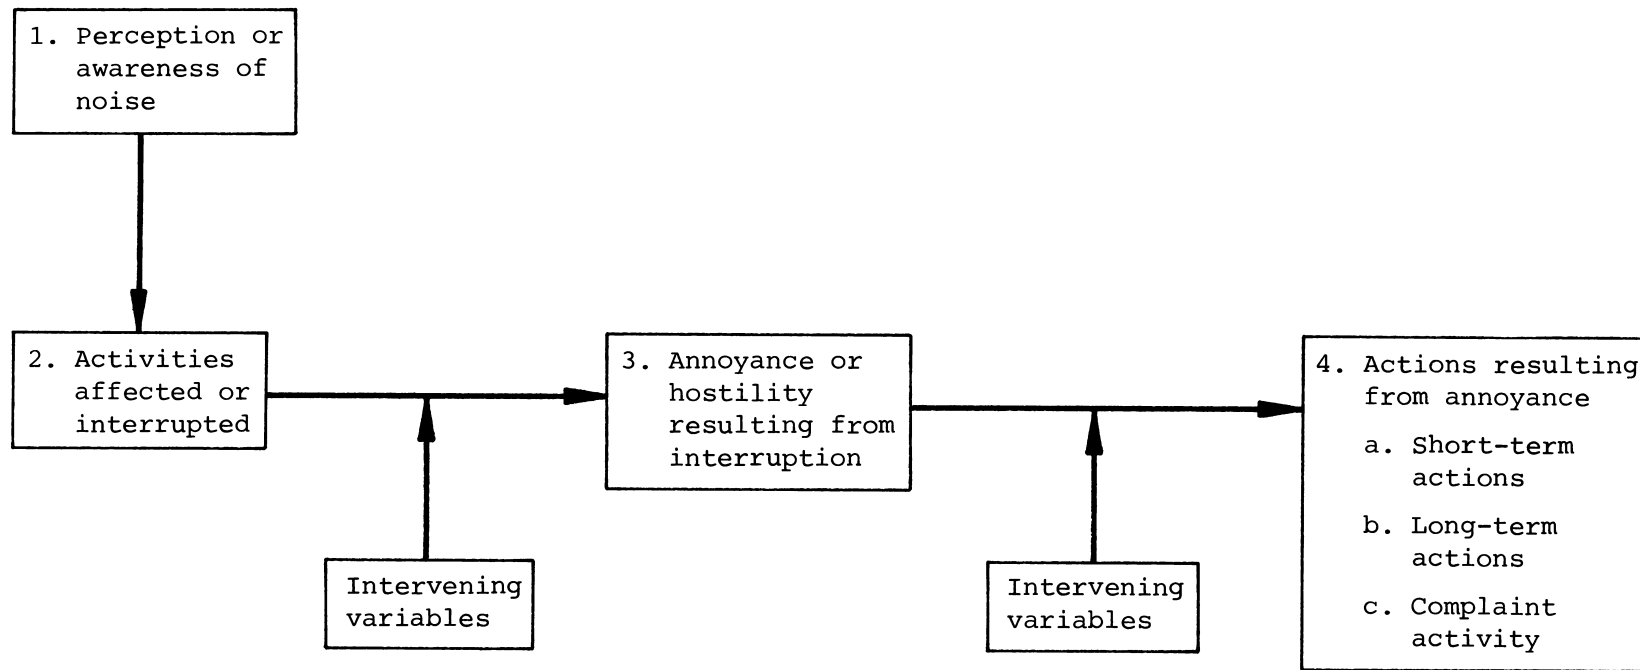 1. Perception or
awareness of
noise
2. Activities
affected or
interrupted
3. Annoyance or
hostility
resulting from
interruption
4. Actions resulting
from annoyance
a. Short-term
actions
b. Long-term
actions
c. Complaint
activity
Intervening
variables
Intervening
variables